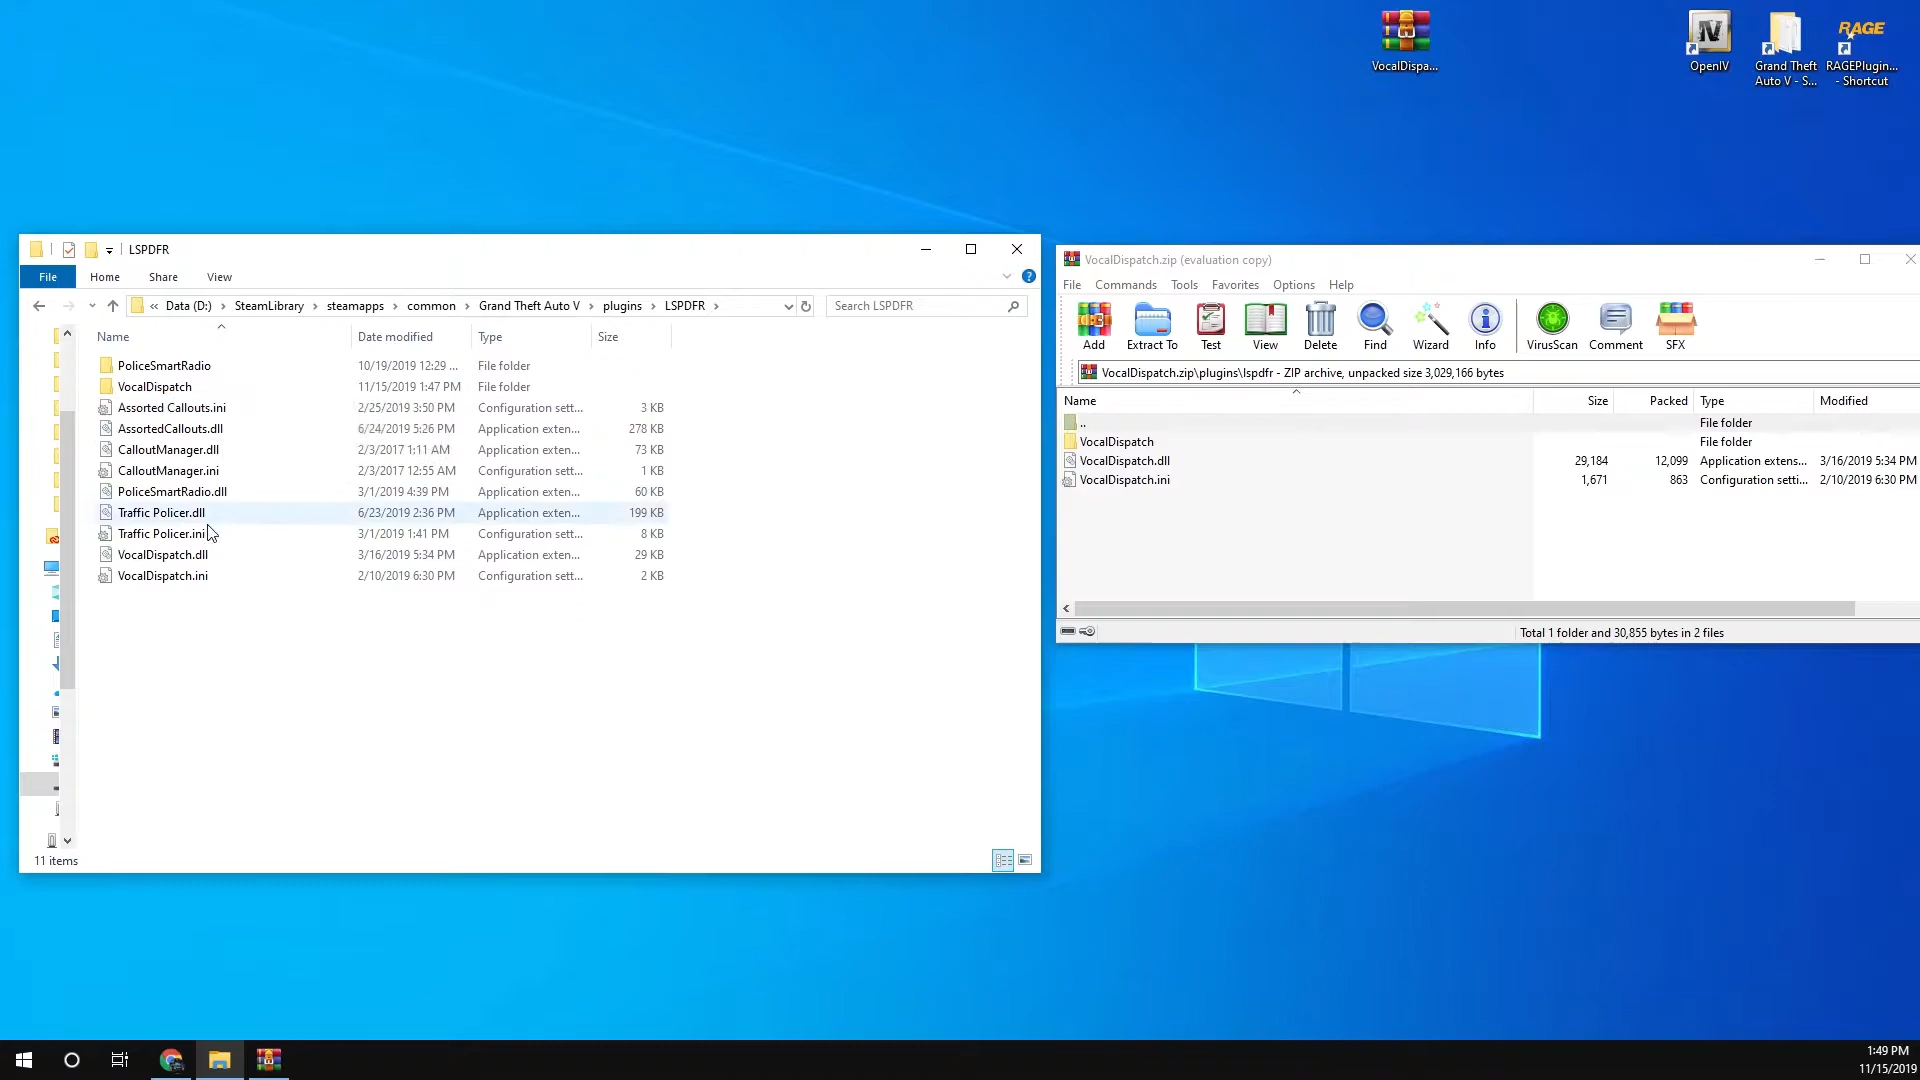 VocalDispa...
OpenIV
Grand Theft
Auto V - S...
RAGE
RAGEPlugin...
- Shortcut
LSPDFR
File Home Share View
« Data (D:) > SteamLibrary > steamapps > common > Grand Theft Auto V > plugins > LSPDFR >
Search LSPDFR
Name Date modified Type Size
PoliceSmartRadio 10/19/2019 12:29 ... File folder
VocalDispatch 11/15/2019 1:47 PM File folder
Assorted Callouts.ini 2/25/2019 3:50 PM Configuration sett... 3 KB
AssortedCallouts.dll 6/24/2019 5:26 PM Application exten... 278 KB
CalloutManager.dll 2/3/2017 1:11 AM Application exten... 73 KB
CalloutManager.ini 2/3/2017 12:55 AM Configuration sett... 1 KB
PoliceSmartRadio.dll 3/1/2019 4:39 PM Application exten... 60 KB
Traffic Policer.dll 6/23/2019 2:36 PM Application exten... 199 KB
Traffic Policer.ini 3/1/2019 1:41 PM Configuration sett... 8 KB
VocalDispatch.dll 3/16/2019 5:34 PM Application exten... 29 KB
VocalDispatch.ini 2/10/2019 6:30 PM Configuration sett... 2 KB
11 items
VocalDispatch.zip (evaluation copy)
File Commands Tools Favorites Options Help
Add Extract To Test View Delete Find Wizard Info VirusScan Comment SFX
VocalDispatch.zip\plugins\lspdfr - ZIP archive, unpacked size 3,029,166 bytes
Name Size Packed Type Modified
.. File folder
VocalDispatch File folder
VocalDispatch.dll 29,184 12,099 Application extens... 3/16/2019 5:34 PM
VocalDispatch.ini 1,671 863 Configuration setti... 2/10/2019 6:30 PM
Total 1 folder and 30,855 bytes in 2 files
1:49 PM
11/15/2019